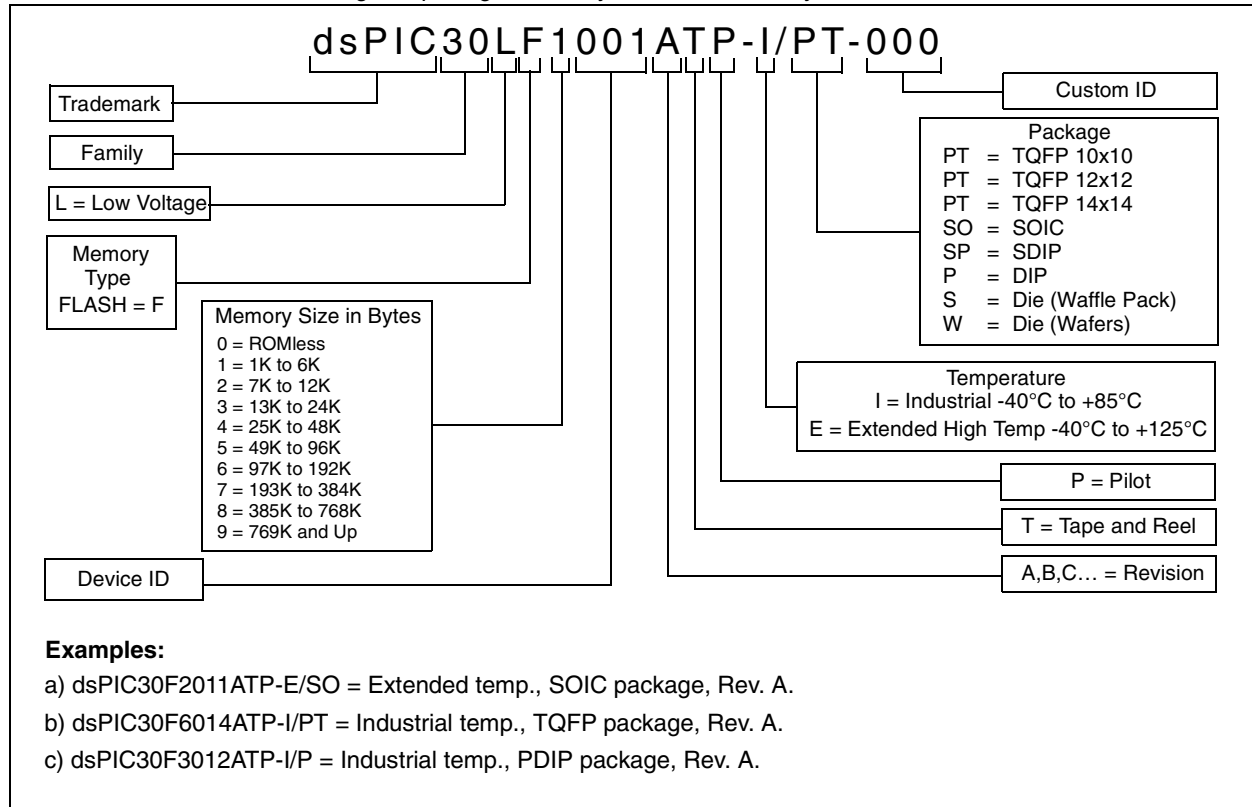 dsPIC30LF1001ATP-I/PT-000
Trademark
Family
L = Low Voltage
Memory
Type
FLASH = F
Memory Size in Bytes
0 = ROMless
1 = 1K to 6K
2 = 7K to 12K
3 = 13K to 24K
4 = 25K to 48K
5 = 49K to 96K
6 = 97K to 192K
7 = 193K to 384K
8 = 385K to 768K
9 = 769K and Up
Device ID
Custom ID
Package
PT = TQFP 10x10
PT = TQFP 12x12
PT = TQFP 14x14
SO = SOIC
SP = SDIP
P = DIP
S = Die (Waffle Pack)
W = Die (Wafers)
Temperature
I = Industrial -40°C to +85°C
E = Extended High Temp -40°C to +125°C
P = Pilot
T = Tape and Reel
A,B,C… = Revision
Examples:
a) dsPIC30F2011ATP-E/SO = Extended temp., SOIC package, Rev. A.
b) dsPIC30F6014ATP-I/PT = Industrial temp., TQFP package, Rev. A.
c) dsPIC30F3012ATP-I/P = Industrial temp., PDIP package, Rev. A.